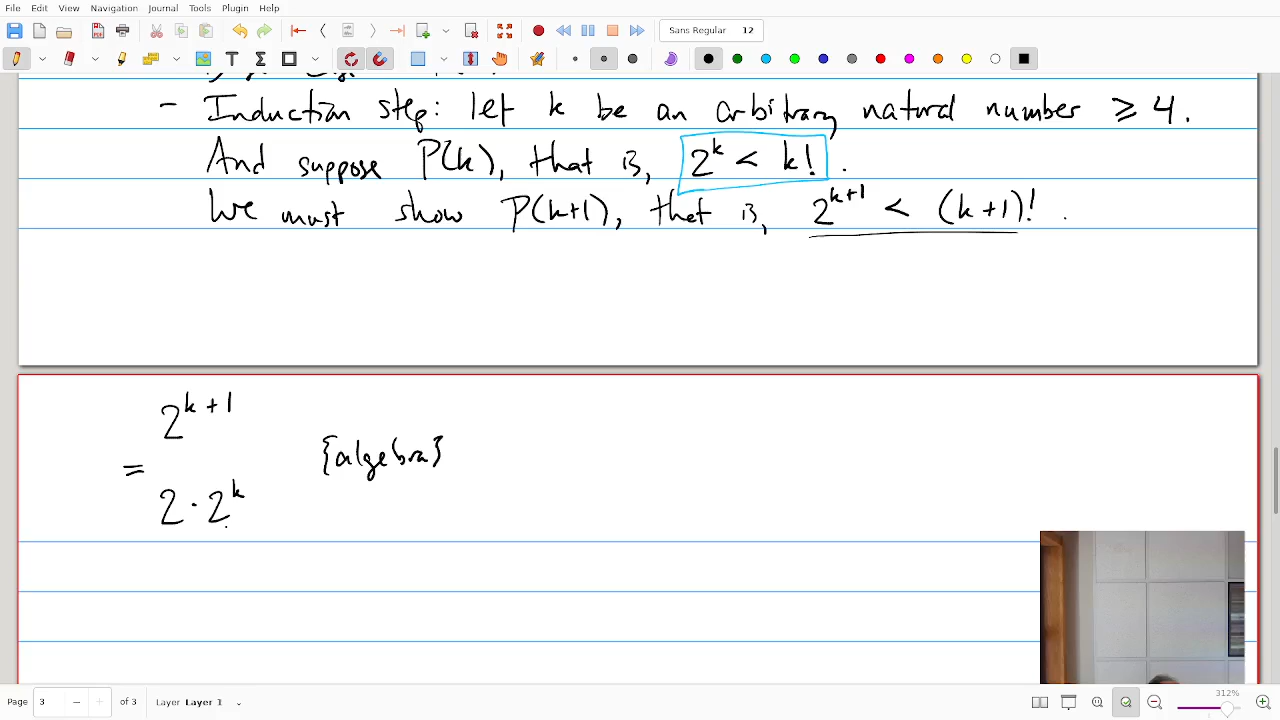 File Edit View Navigation Journal Tools Plugin Help
Sans Regular 12
- Induction step: let k be an arbitrary natural number ≥ 4.
And suppose P(k), that is, 2^k < k! .
We must show P(k+1), that is, 2^{k+1} < (k+1)! .
2^{k+1}
= {algebra}
2 · 2^k
Page 3 of 3 Layer Layer 1
312%